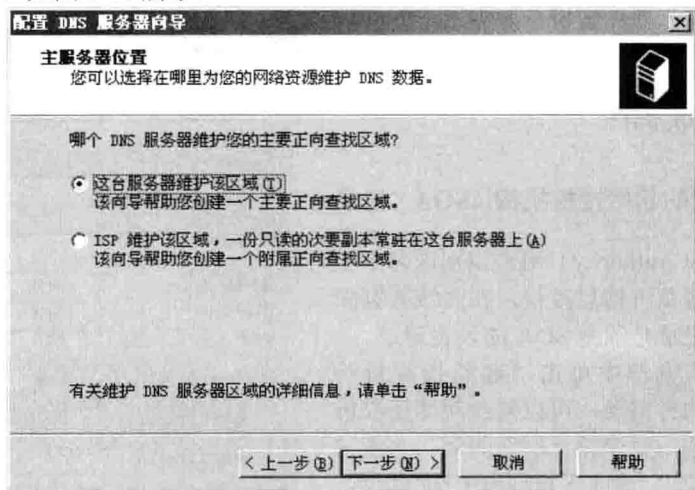 配置 DNS 服务器向导
主服务器位置
您可以选择在哪里为您的网络资源维护 DNS 数据。
哪个 DNS 服务器维护您的主要正向查找区域?
这台服务器维护该区域(T)
该向导帮助您创建一个主要正向查找区域。
ISP 维护该区域，一份只读的次要副本常驻在这台服务器上(A)
该向导帮助您创建一个附属正向查找区域。
有关维护 DNS 服务器区域的详细信息，请单击“帮助”。
< 上一步(B) 下一步(N) > 取消 帮助